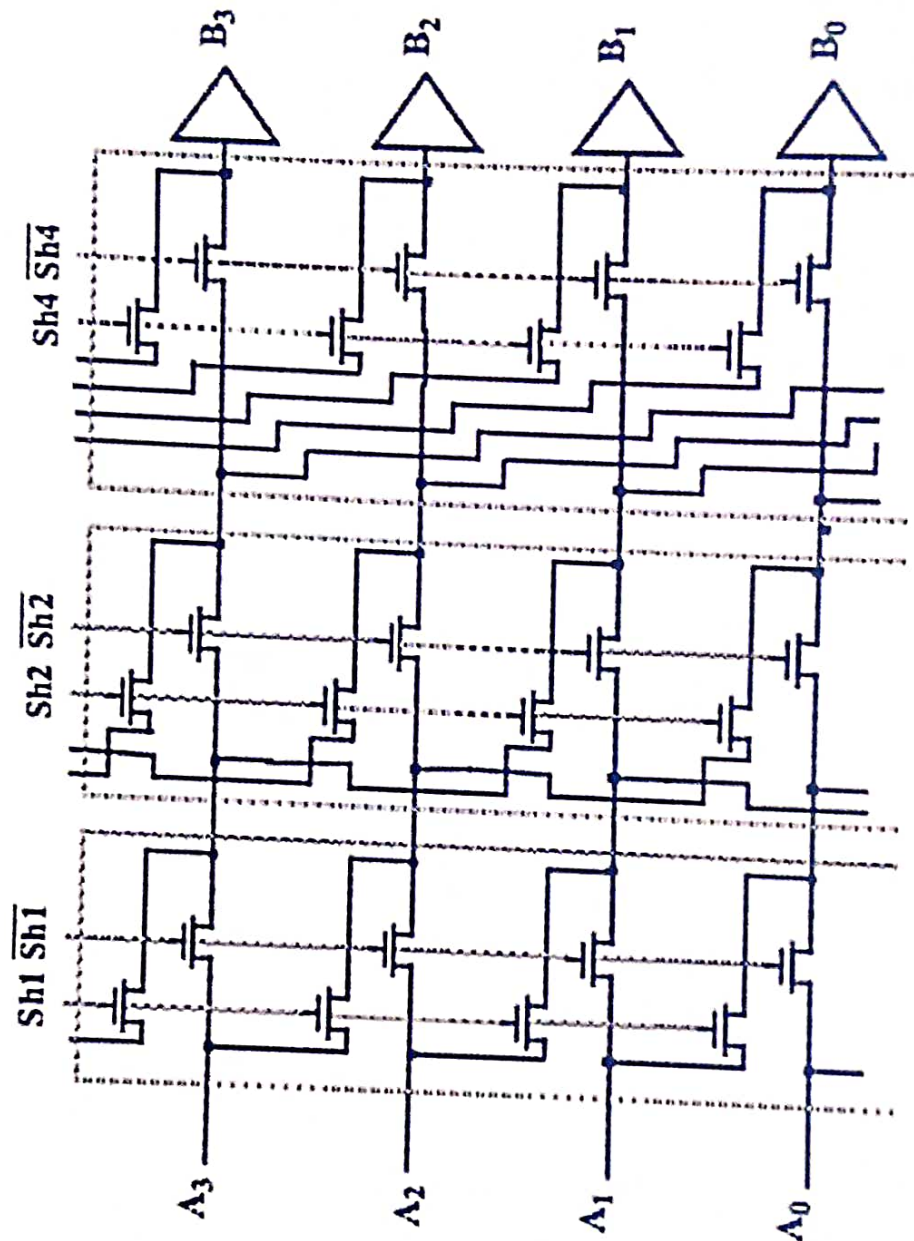 Sh1 S̅h̅1̅ Sh2 S̅h̅2̅ Sh4 S̅h̅4̅
A₃ B₃
A₂ B₂
A₁ B₁
A₀ B₀